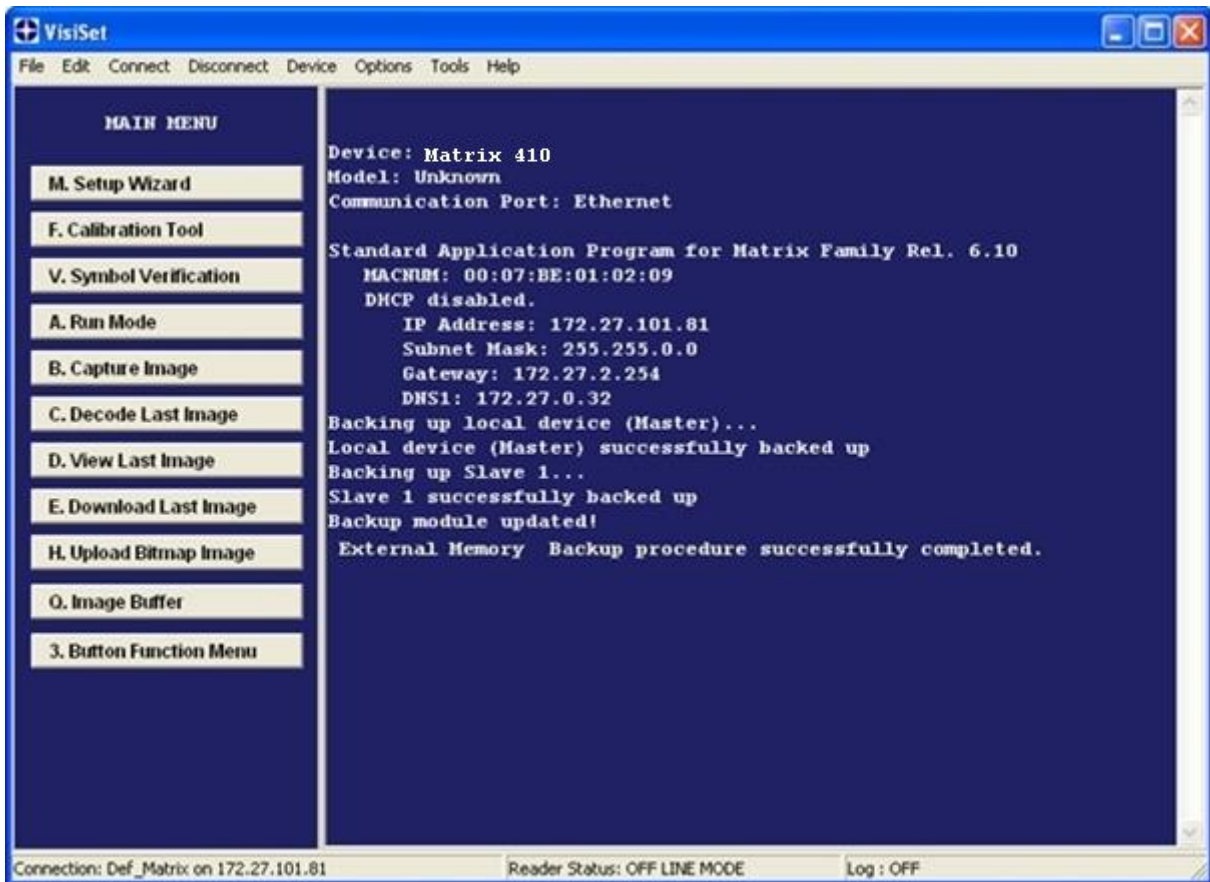 VisiSet
File Edit Connect Disconnect Device Options Tools Help
MAIN MENU
M. Setup Wizard
F. Calibration Tool
V. Symbol Verification
A. Run Mode
B. Capture Image
C. Decode Last Image
D. View Last Image
E. Download Last Image
H. Upload Bitmap Image
Q. Image Buffer
3. Button Function Menu
Device: Matrix 410
Model: Unknown
Communication Port: Ethernet
Standard Application Program for Matrix Family Rel. 6.10
MACNUM: 00:07:BE:01:02:09
DHCP disabled.
IP Address: 172.27.101.81
Subnet Mask: 255.255.0.0
Gateway: 172.27.2.254
DNS1: 172.27.0.32
Backing up local device (Master)...
Local device (Master) successfully backed up
Backing up Slave 1...
Slave 1 successfully backed up
Backup module updated!
External Memory Backup procedure successfully completed.
Connection: Def_Matrix on 172.27.101.81 Reader Status: OFF LINE MODE Log : OFF